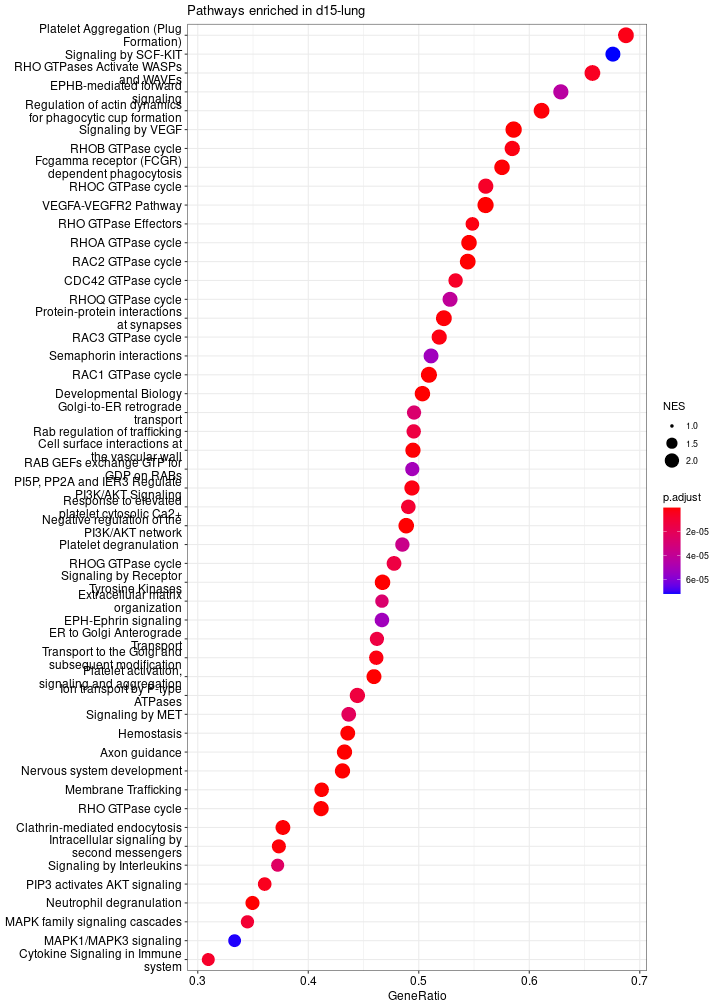 Pathways enriched in d15-lung
Platelet Aggregation (Plug
Formation)
Signaling by SCF-KIT
RHO GTPases Activate WASPs
and WAVEs
EPHB-mediated forward
signaling
Regulation of actin dynamics
for phagocytic cup formation
Signaling by VEGF
RHOB GTPase cycle
Fcgamma receptor (FCGR)
dependent phagocytosis
RHOC GTPase cycle
VEGFA-VEGFR2 Pathway
RHO GTPase Effectors
RHOA GTPase cycle
RAC2 GTPase cycle
CDC42 GTPase cycle
RHOQ GTPase cycle
Protein-protein interactions
at synapses
RAC3 GTPase cycle
Semaphorin interactions
RAC1 GTPase cycle
Developmental Biology
Golgi-to-ER retrograde
transport
Rab regulation of trafficking
Cell surface interactions at
the vascular wall
RAB GEFs exchange GTP for
GDP on RABs
PI5P, PP2A and IER3 Regulate
PI3K/AKT Signaling
Response to elevated
platelet cytosolic Ca2+
Negative regulation of the
PI3K/AKT network
Platelet degranulation
RHOG GTPase cycle
Signaling by Receptor
Tyrosine Kinases
Extracellular matrix
organization
EPH-Ephrin signaling
ER to Golgi Anterograde
Transport
Transport to the Golgi and
subsequent modification
Platelet activation,
signaling and aggregation
Ion transport by P-type
ATPases
Signaling by MET
Hemostasis
Axon guidance
Nervous system development
Membrane Trafficking
RHO GTPase cycle
Clathrin-mediated endocytosis
Intracellular signaling by
second messengers
Signaling by Interleukins
PIP3 activates AKT signaling
Neutrophil degranulation
MAPK family signaling cascades
MAPK1/MAPK3 signaling
Cytokine Signaling in Immune
system
0.3 0.4 0.5 0.6 0.7
GeneRatio
NES
1.0
1.5
2.0
p.adjust
2e-05
4e-05
6e-05